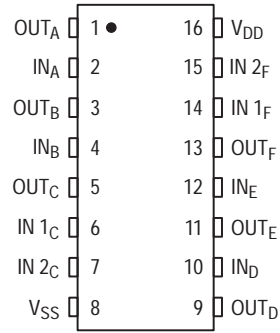 OUTA 1 16 VDD
INA 2 15 IN 2F
OUTB 3 14 IN 1F
INB 4 13 OUTF
OUTC 5 12 INE
IN 1C 6 11 OUTE
IN 2C 7 10 IND
VSS 8 9 OUTD